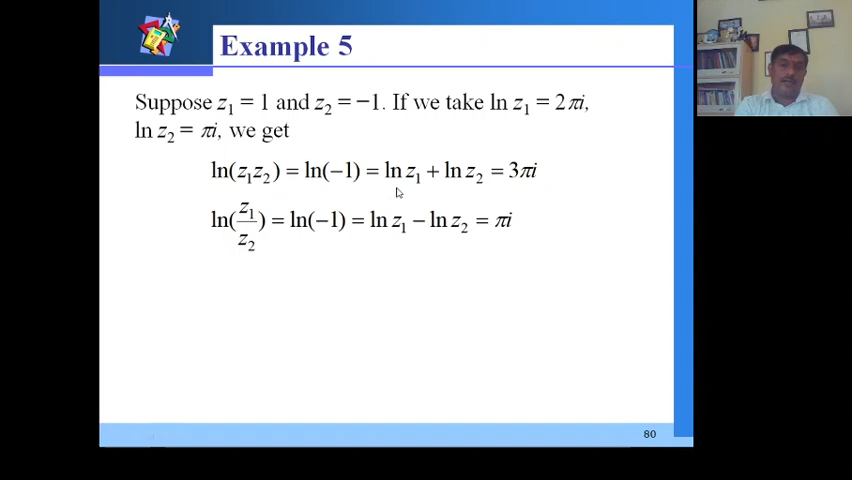 Example 5
Suppose z₁ = 1 and z₂ = −1. If we take ln z₁ = 2πi,
ln z₂ = πi, we get
ln(z₁z₂) = ln(−1) = ln z₁ + ln z₂ = 3πi
ln(z₁/z₂) = ln(−1) = ln z₁ − ln z₂ = πi
80